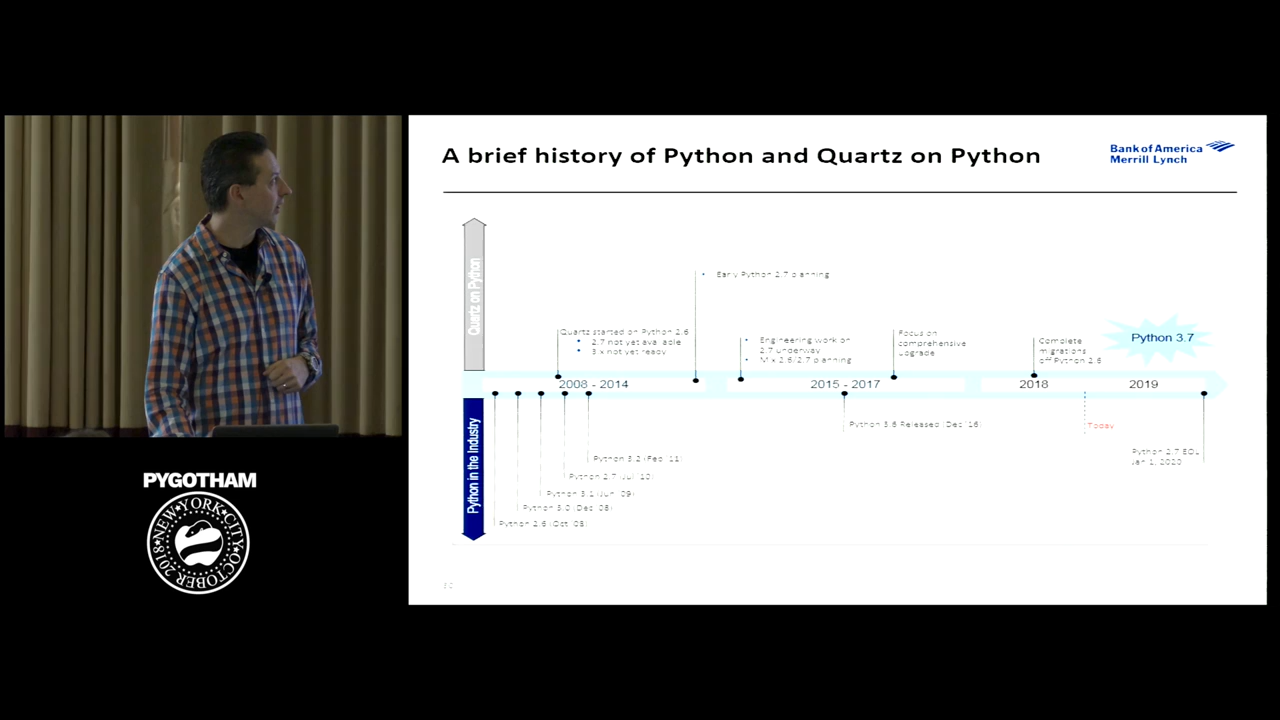 A brief history of Python and Quartz on Python
Bank of America
Merrill Lynch
Quartz on Python
Early Python 2.7 planning
Quartz started on Python 2.6
2.7 not yet available
3.x not yet ready
Engineering work on
2.7 underway
Mix 2.6/2.7 planning
Focus on
comprehensive
upgrade
Complete
migrations
off Python 2.6
Python 3.7
2008 - 2014
2015 - 2017
2018
2019
Python in the Industry
Python 3.6 Released (Dec '16)
Today
Python 2.7 EOL
Jan 1, 2020
Python 3.2 (Feb '11)
Python 2.7 (Jul '10)
Python 3.1 (Jun '09)
Python 3.0 (Dec '08)
Python 2.6 (Oct '08)
PYGOTHAM
NEW YORK CITY OCTOBER 2018